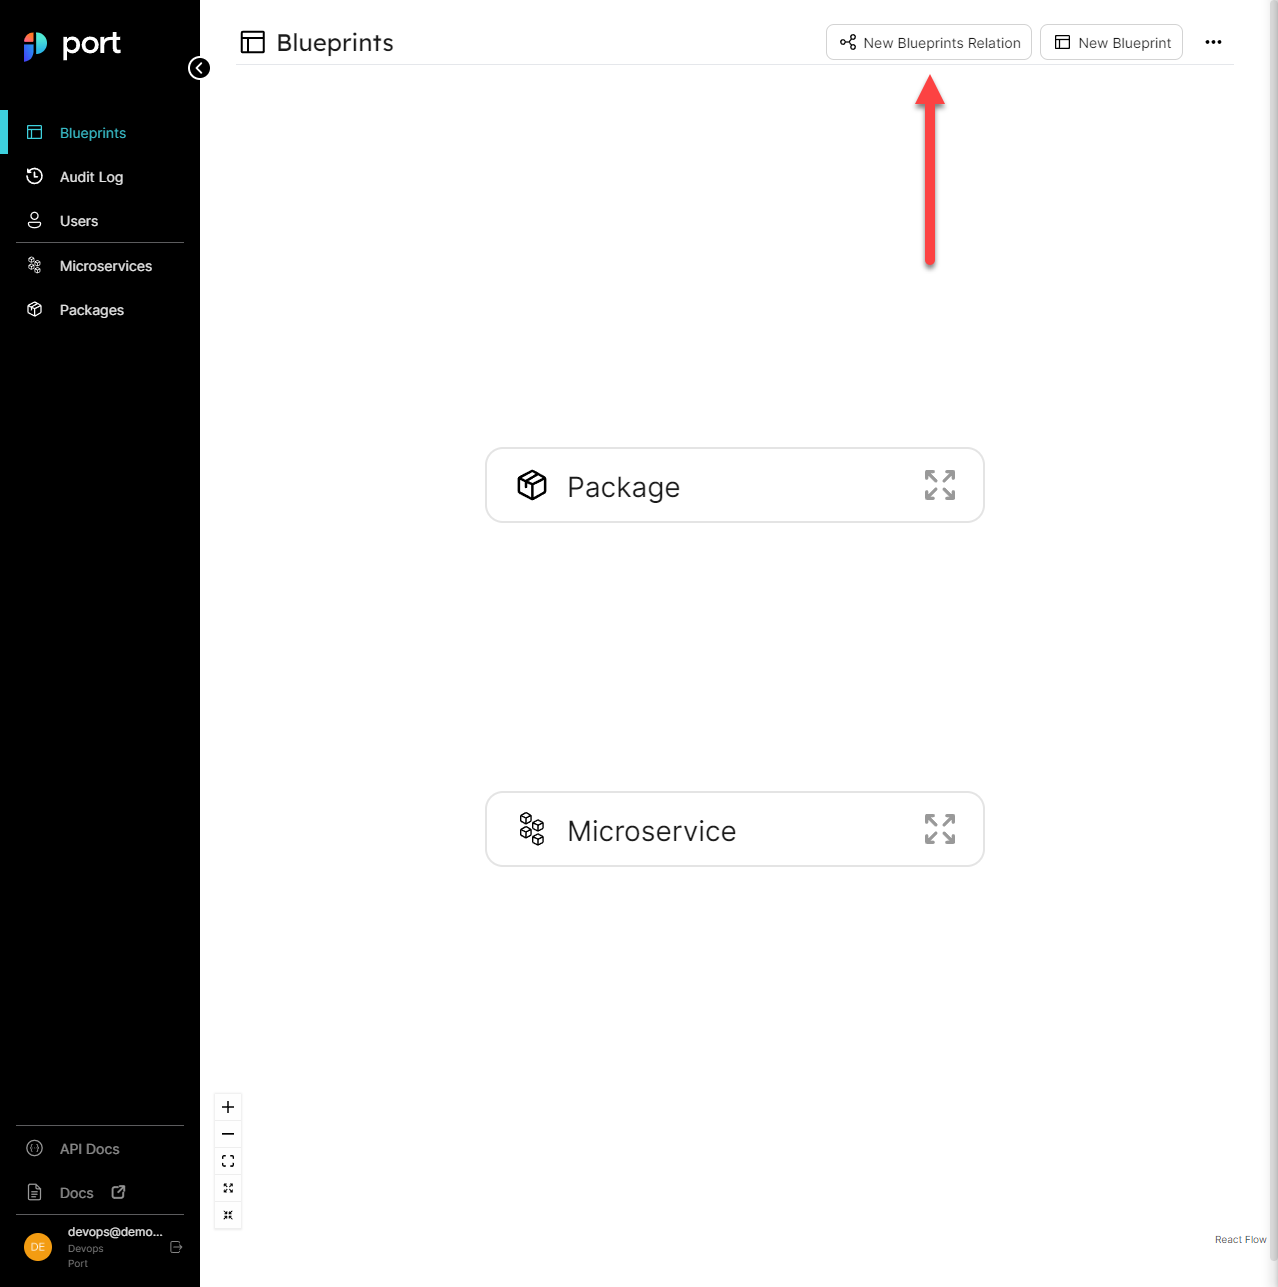 port
Blueprints
New Blueprints Relation
New Blueprint
Blueprints
Audit Log
Users
Microservices
Packages
Package
Microservice
API Docs
Docs
DE
devops@demo...
Devops
Port
React Flow